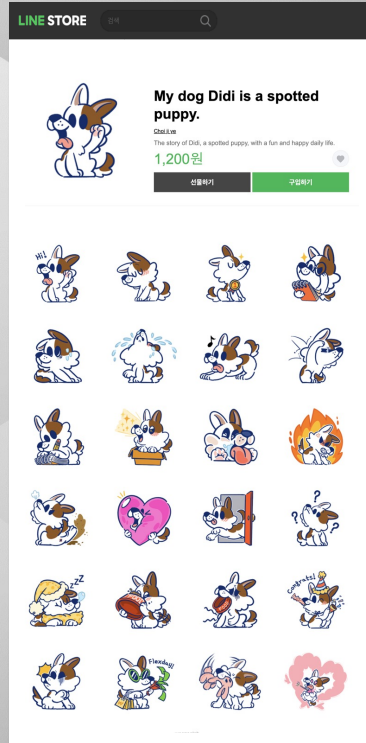 LINE STORE
검색
My dog Didi is a spotted
puppy.
Choi ji ye
The story of Didi, a spotted puppy, with a fun and happy daily life.
1,200원
선물하기 구입하기
Hi!
? ? ?
zzZ
Congrats!
Flexday!